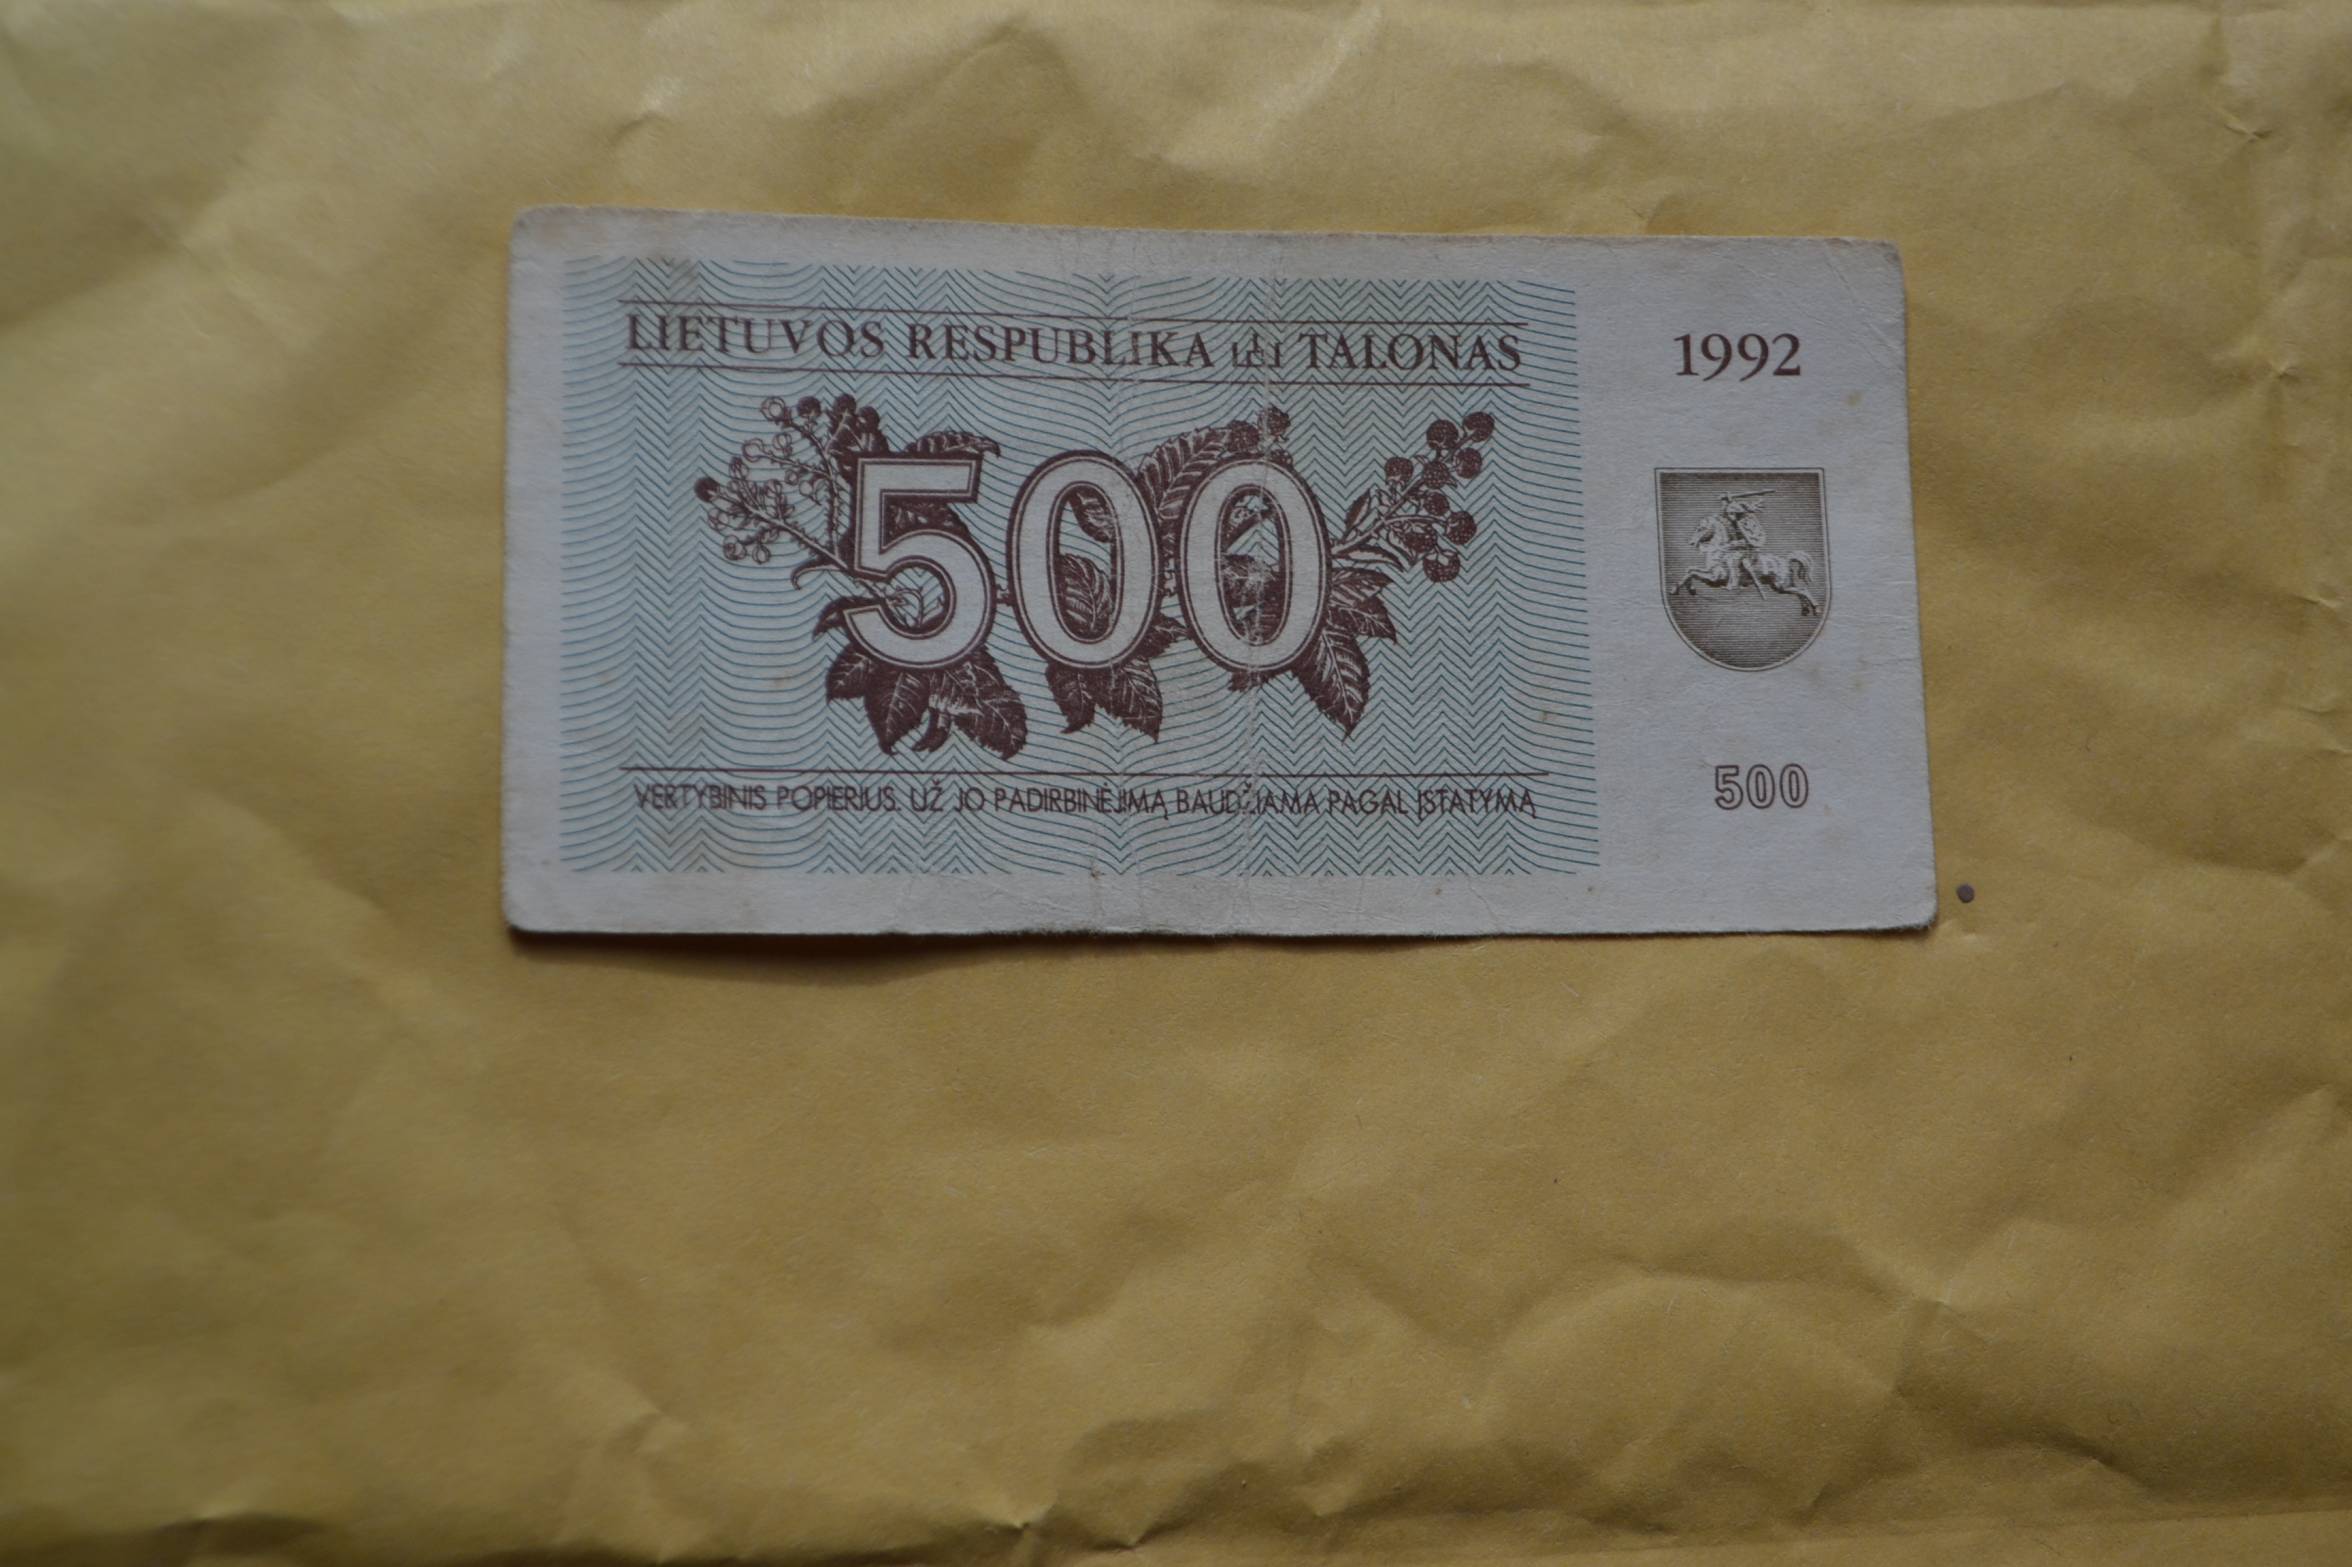 LIETUVOS RESPUBLIKA TALONAS
1992
500
VERTYBINIS POPIERIUS. UŽ JO PADIRBINĖJIMĄ BAUDŽIAMA PAGAL ĮSTATYMĄ
500